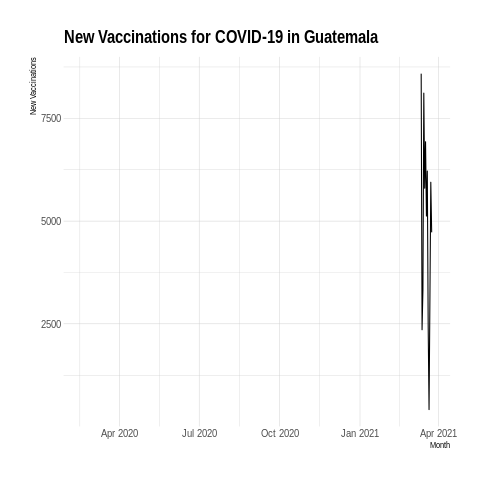 New Vaccinations for COVID-19 in Guatemala
New Vaccinations
7500
5000
2500
Apr 2020 Jul 2020 Oct 2020 Jan 2021 Apr 2021
Month